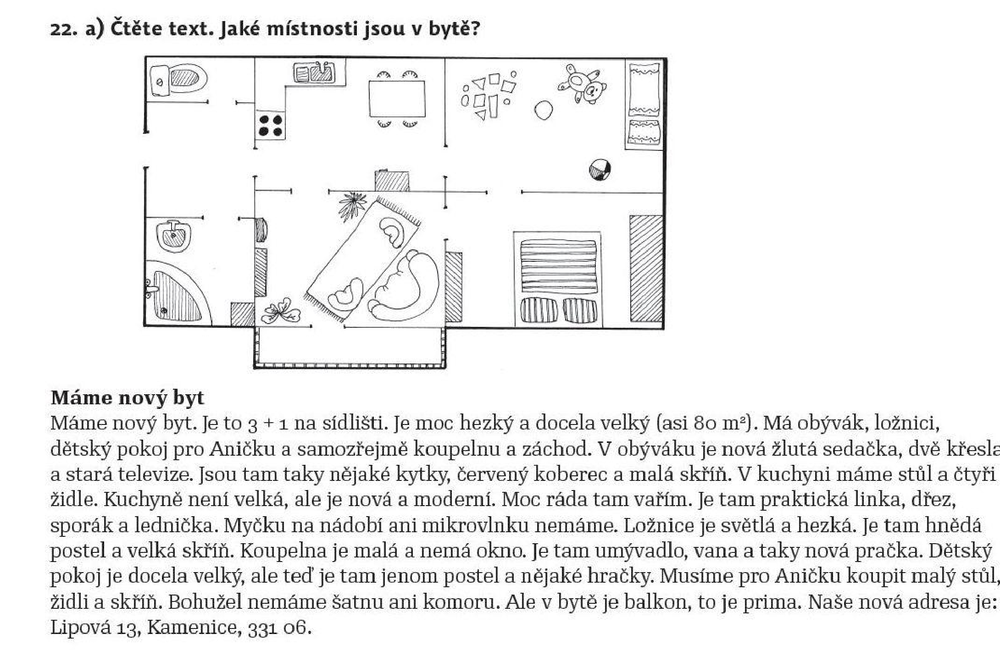 22. a) Čtěte text. Jaké místnosti jsou v bytě?
Máme nový byt
Máme nový byt. Je to 3 + 1 na sídlišti. Je moc hezký a docela velký (asi 80 m²). Má obývák, ložnici,
dětský pokoj pro Aničku a samozřejmě koupelnu a záchod. V obýváku je nová žlutá sedačka, dvě křesla
a stará televize. Jsou tam taky nějaké kytky, červený koberec a malá skříň. V kuchyni máme stůl a čtyři
židle. Kuchyně není velká, ale je nová a moderní. Moc ráda tam vařím. Je tam praktická linka, dřez,
sporák a lednička. Myčku na nádobí ani mikrovlnku nemáme. Ložnice je světlá a hezká. Je tam hnědá
postel a velká skříň. Koupelna je malá a nemá okno. Je tam umývadlo, vana a taky nová pračka. Dětský
pokoj je docela velký, ale teď je tam jenom postel a nějaké hračky. Musíme pro Aničku koupit malý stůl,
židli a skříň. Bohužel nemáme šatnu ani komoru. Ale v bytě je balkon, to je prima. Naše nová adresa je:
Lipová 13, Kamenice, 331 06.